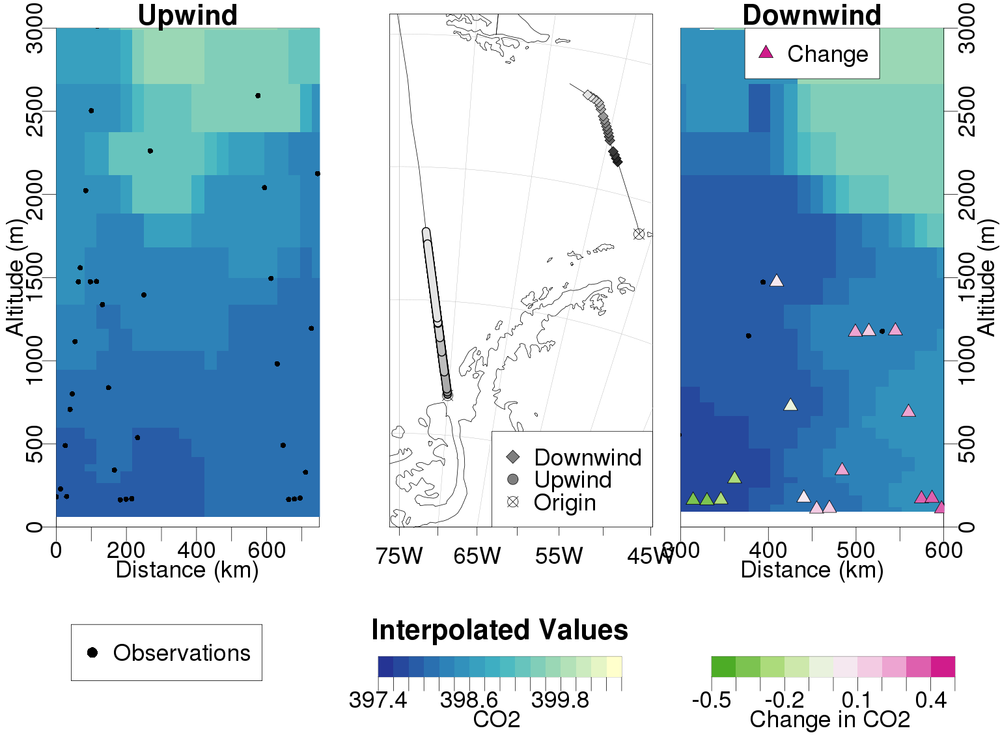 Upwind
3000
2500
2000
1500
1000
500
0
Altitude (m)
0 200 400 600
Distance (km)
Downwind
Upwind
Origin
75W 65W 55W 45W
Downwind
Change
3000
2500
2000
1500
1000
500
0
Altitude (m)
300 400 500 600
Distance (km)
Observations
Interpolated Values
397.4 398.6 399.8
CO2
-0.5 -0.2 0.1 0.4
Change in CO2